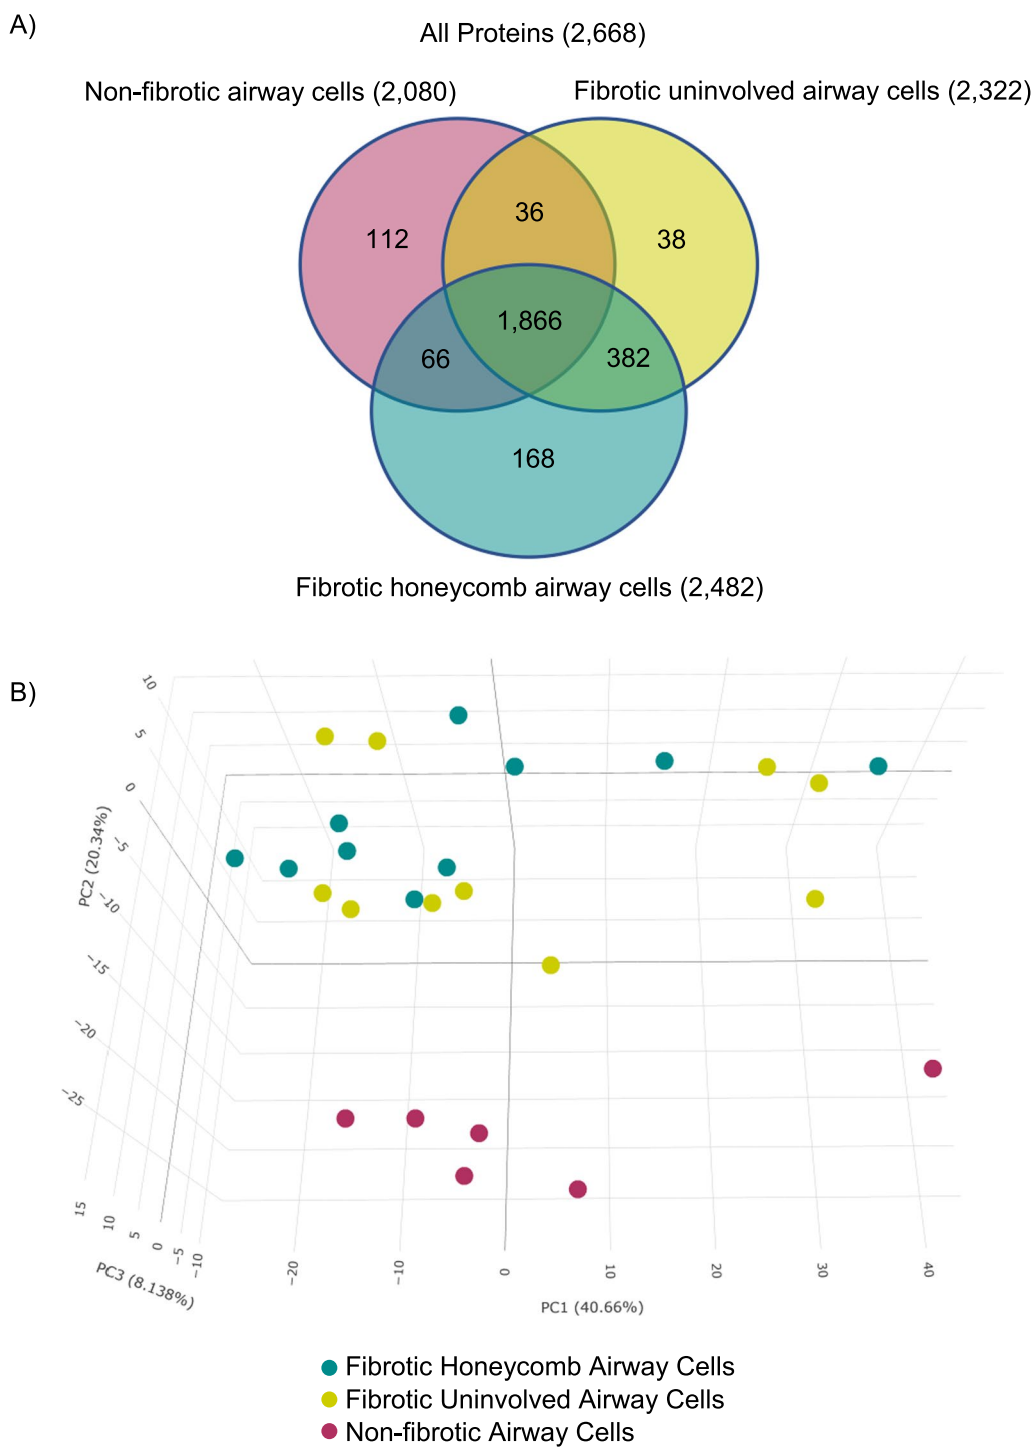 A)
All Proteins (2,668)
Non-fibrotic airway cells (2,080)
Fibrotic uninvolved airway cells (2,322)
36
112
38
1,866
66
382
168
Fibrotic honeycomb airway cells (2,482)
B)
10
5
0
−5
−10
−15
−20
−25
PC2 (20.34%)
15
10
5
0
−5
−10
PC3 (8.138%)
−20
−10
0
10
20
30
40
PC1 (40.66%)
Fibrotic Honeycomb Airway Cells
Fibrotic Uninvolved Airway Cells
Non-fibrotic Airway Cells